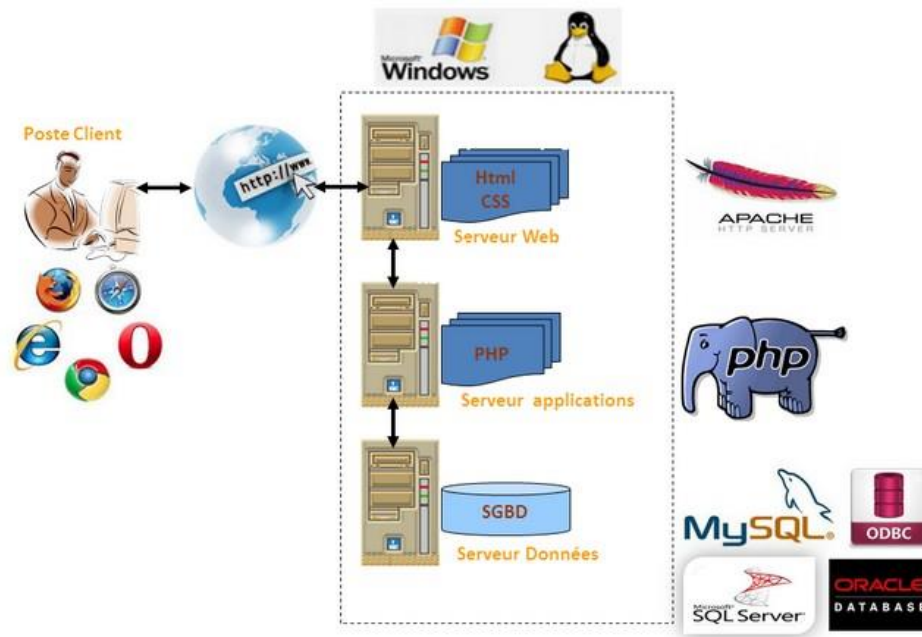 Microsoft
Windows
Poste Client
http://www.
Html
CSS
Serveur Web
APACHE
HTTP SERVER
PHP
Serveur applications
php
SGBD
Serveur Données
MySQL®
ODBC
Microsoft®
SQL Server®
ORACLE
DATABASE